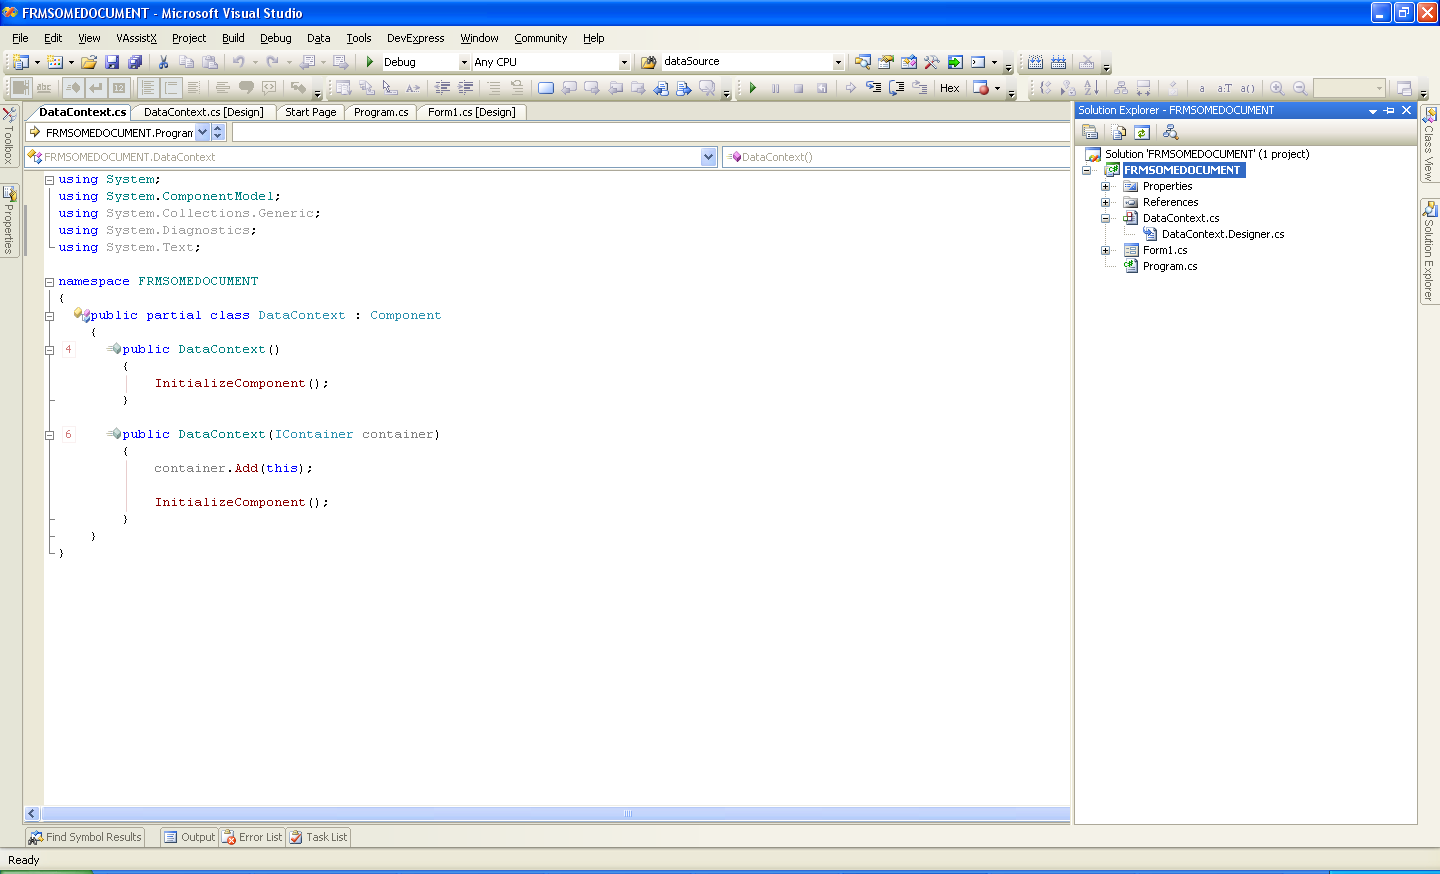 FRMSOMEDOCUMENT - Microsoft Visual Studio
File Edit View VAssistX Project Build Debug Data Tools DevExpress Window Community Help
Debug Any CPU dataSource
Hex
DataContext.cs DataContext.cs [Design] Start Page Program.cs Form1.cs [Design]
FRMSOMEDOCUMENT.Program
FRMSOMEDOCUMENT.DataContext DataContext()
Toolbox
Properties
using System;
using System.ComponentModel;
using System.Collections.Generic;
using System.Diagnostics;
using System.Text;
namespace FRMSOMEDOCUMENT
{
public partial class DataContext : Component
{
4 public DataContext()
{
InitializeComponent();
}
6 public DataContext(IContainer container)
{
container.Add(this);
InitializeComponent();
}
}
}
Solution Explorer - FRMSOMEDOCUMENT
Solution 'FRMSOMEDOCUMENT' (1 project)
FRMSOMEDOCUMENT
Properties
References
DataContext.cs
DataContext.Designer.cs
Form1.cs
Program.cs
Class View
Solution Explorer
Find Symbol Results Output Error List Task List
Ready